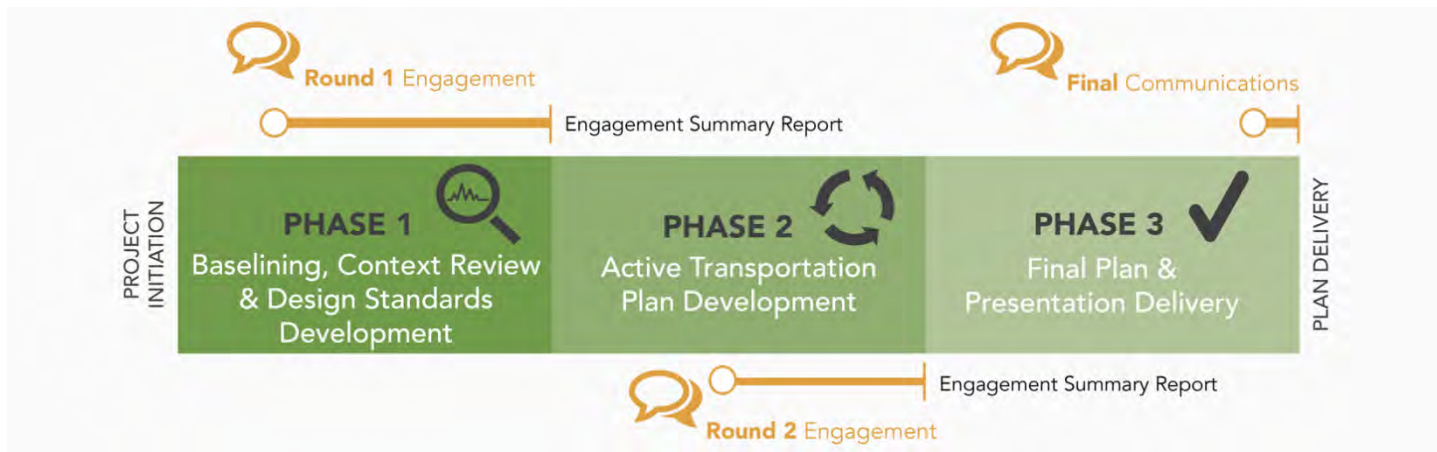 Round 1 Engagement
Final Communications
Engagement Summary Report
PROJECT
INITIATION
PHASE 1
Baselining, Context Review
& Design Standards
Development
PHASE 2
Active Transportation
Plan Development
PHASE 3
Final Plan &
Presentation Delivery
PLAN DELIVERY
Engagement Summary Report
Round 2 Engagement